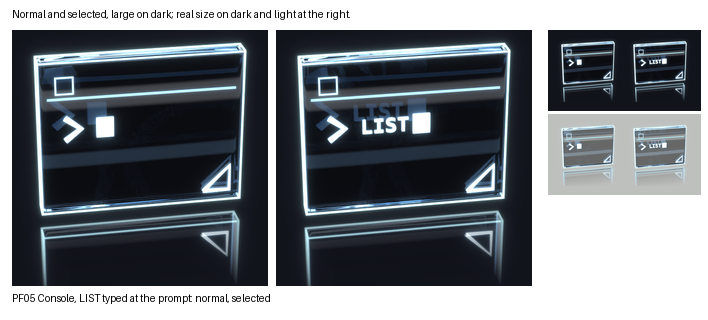 Normal and selected, large on dark; real size on dark and light at the right.
> LIST
> LIST
> LIST
PF05 Console, LIST typed at the prompt: normal, selected